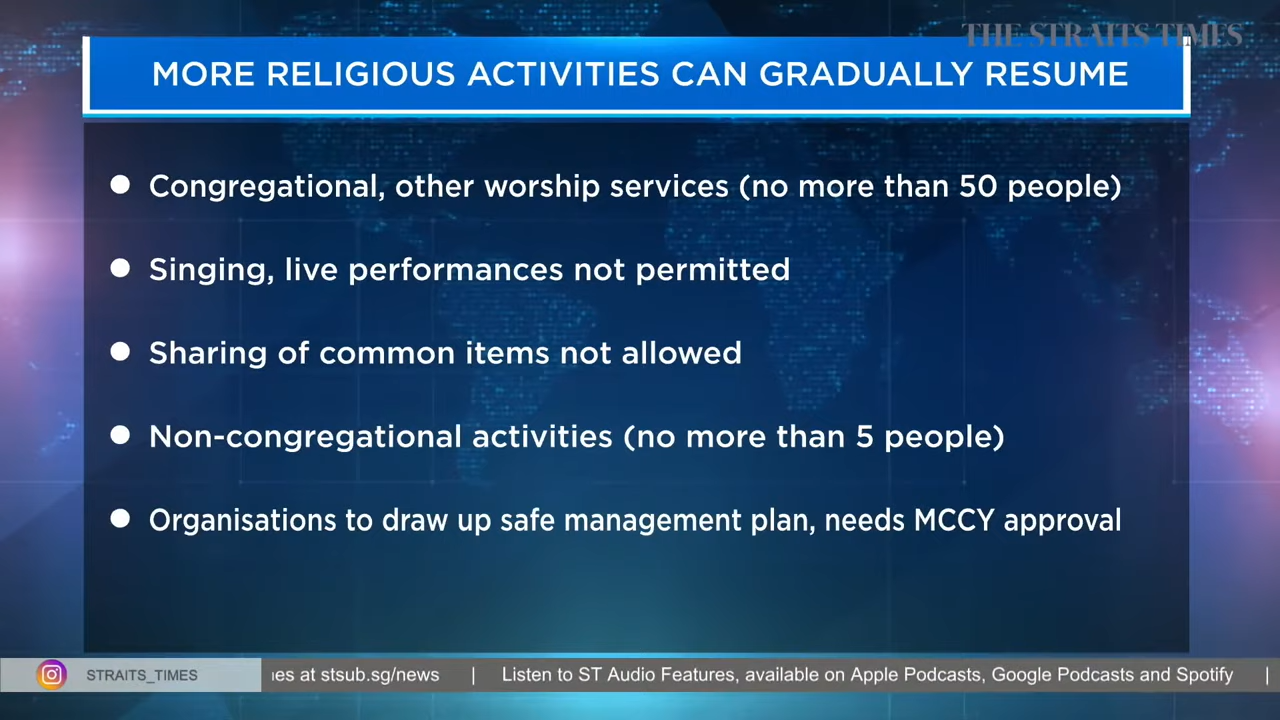 THE STRAITS TIMES
MORE RELIGIOUS ACTIVITIES CAN GRADUALLY RESUME
Congregational, other worship services (no more than 50 people)
Singing, live performances not permitted
Sharing of common items not allowed
Non-congregational activities (no more than 5 people)
Organisations to draw up safe management plan, needs MCCY approval
STRAITS_TIMES
at stsub.sg/news | Listen to ST Audio Features, available on Apple Podcasts, Google Podcasts and Spotify |